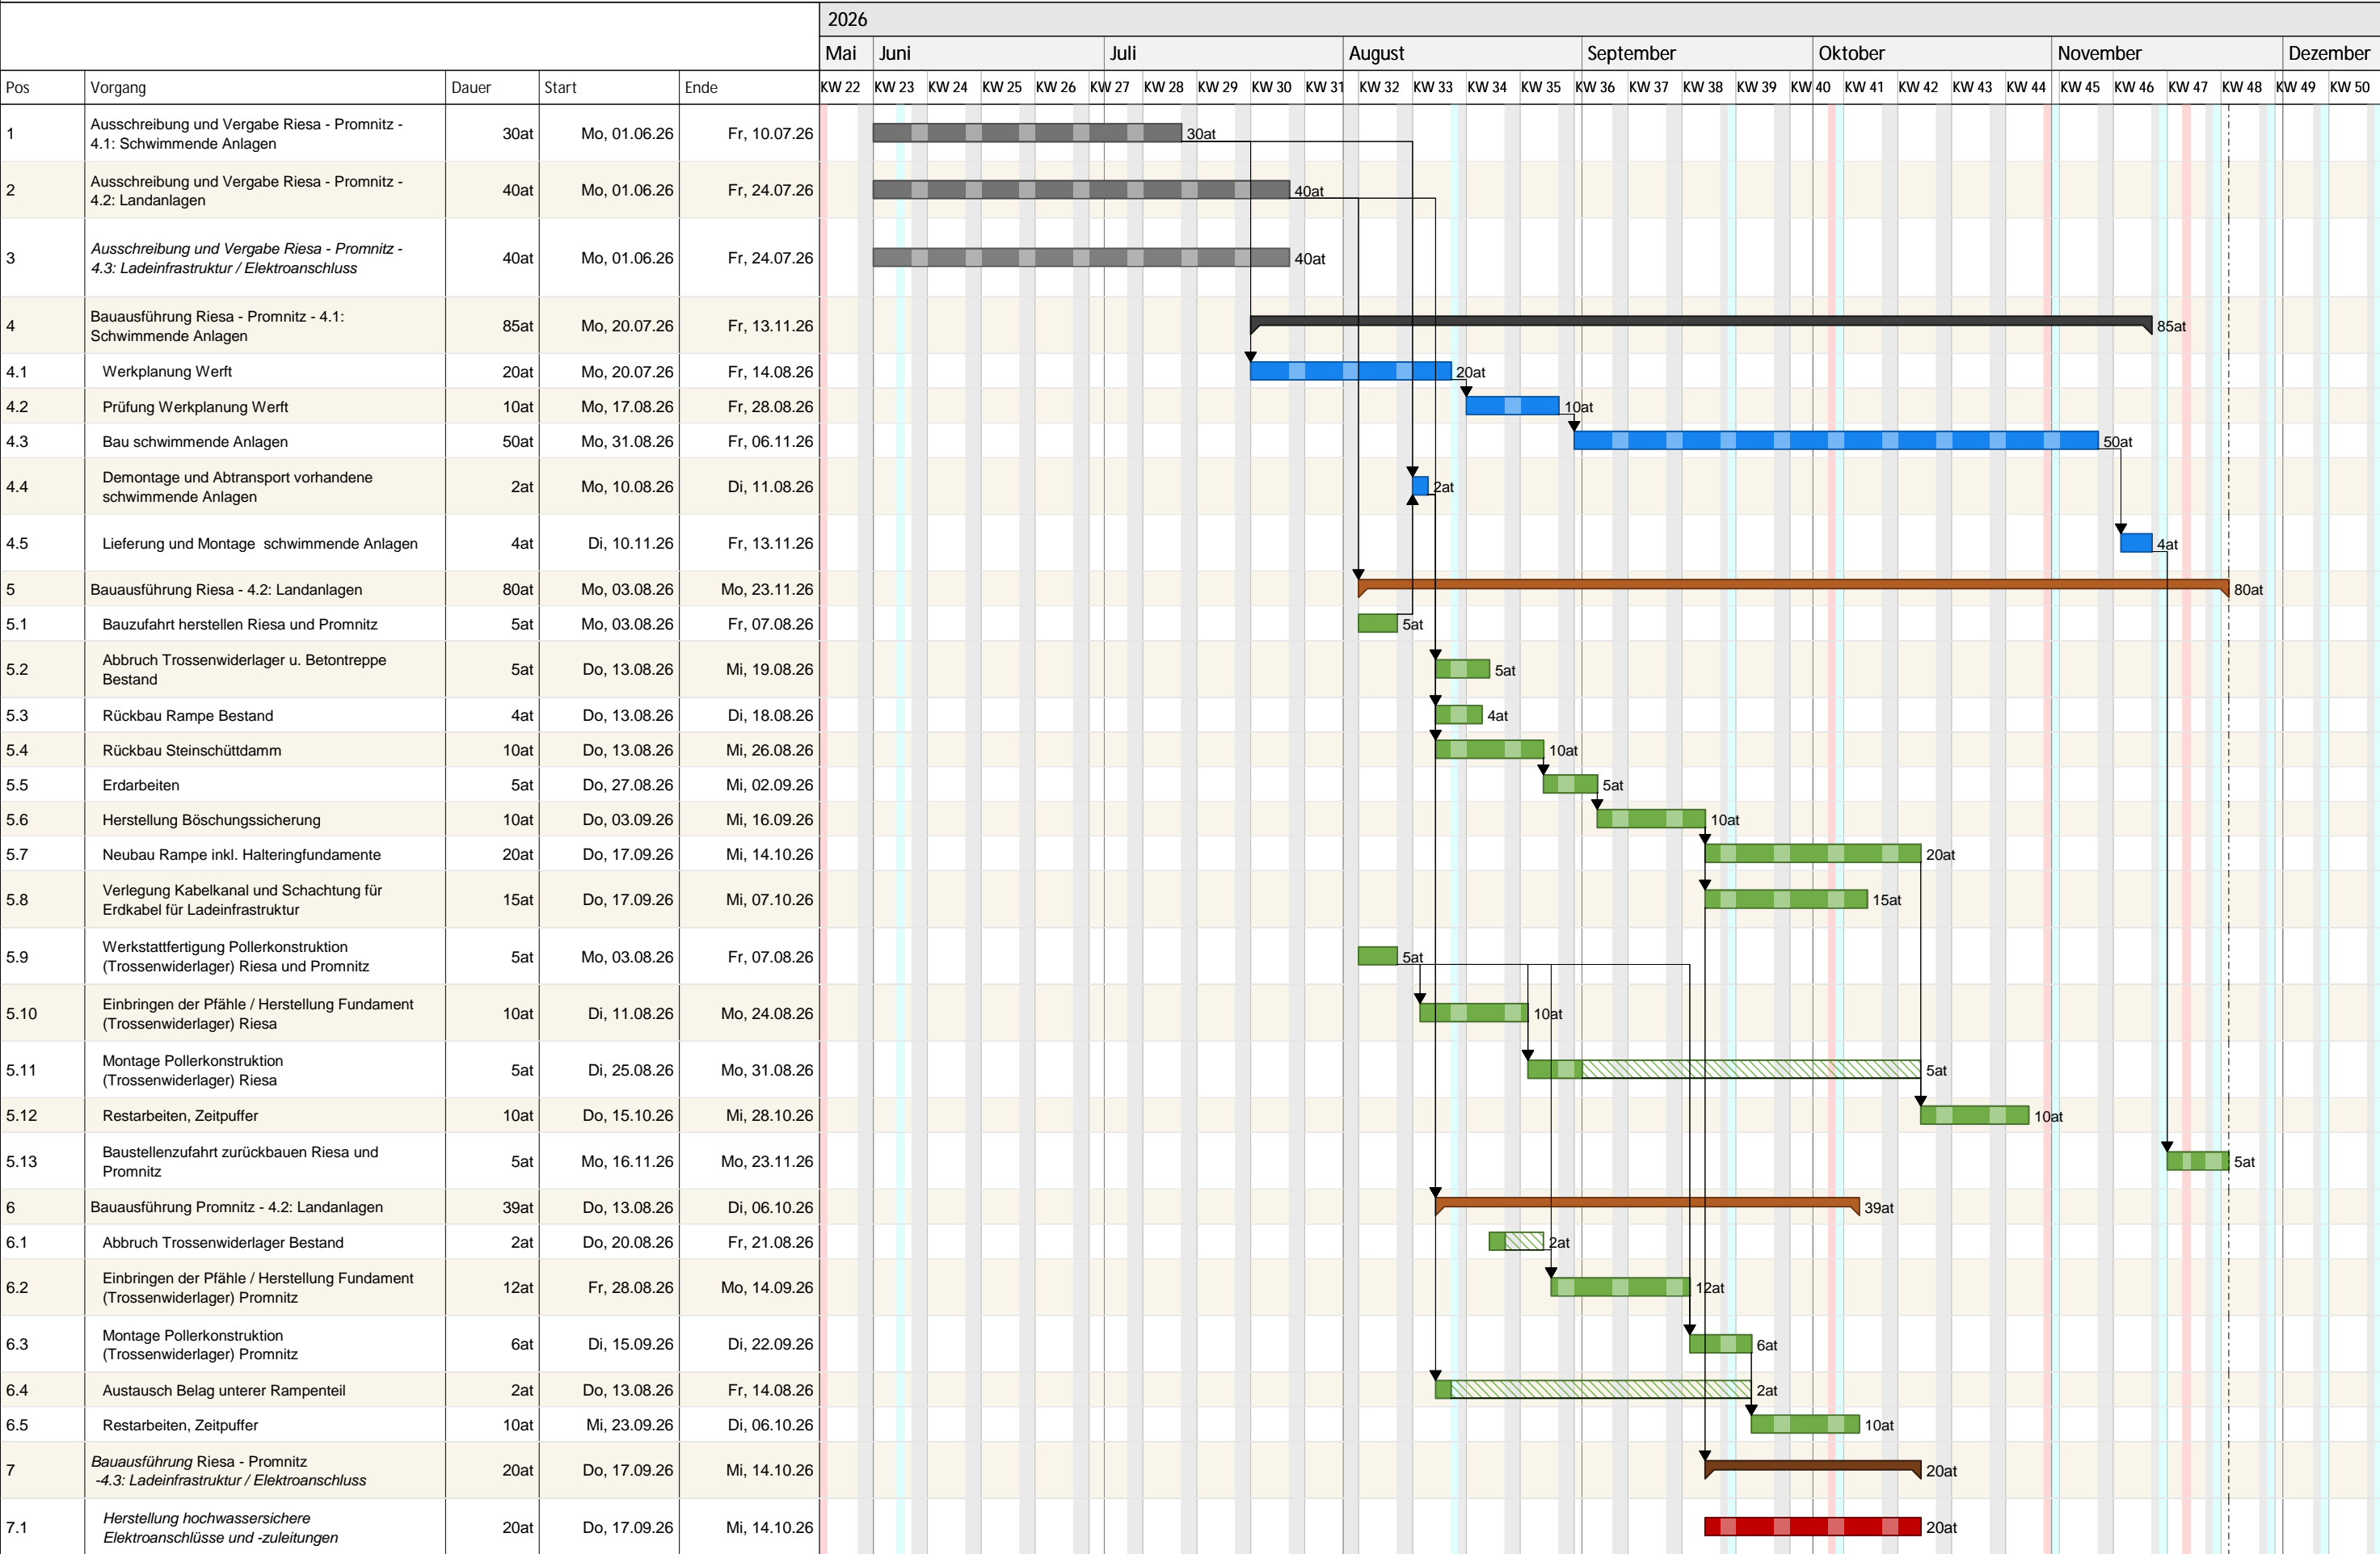 2026
Mai Juni Juli August September Oktober November Dezember
Pos Vorgang Dauer Start Ende KW 22 KW 23 KW 24 KW 25 KW 26 KW 27 KW 28 KW 29 KW 30 KW 31 KW 32 KW 33 KW 34 KW 35 KW 36 KW 37 KW 38 KW 39 KW 40 KW 41 KW 42 KW 43 KW 44 KW 45 KW 46 KW 47 KW 48 KW 49 KW 50
Ausschreibung und Vergabe Riesa - Promnitz -
1 30at Mo, 01.06.26 Fr, 10.07.26 30at
4.1: Schwimmende Anlagen
Ausschreibung und Vergabe Riesa - Promnitz -
2 40at Mo, 01.06.26 Fr, 24.07.26 40at
4.2: Landanlagen
Ausschreibung und Vergabe Riesa - Promnitz -
3 40at Mo, 01.06.26 Fr, 24.07.26 40at
4.3: Ladeinfrastruktur / Elektroanschluss
Bauausführung Riesa - Promnitz - 4.1:
4 85at Mo, 20.07.26 Fr, 13.11.26 85at
Schwimmende Anlagen
4.1 Werkplanung Werft 20at Mo, 20.07.26 Fr, 14.08.26 20at
4.2 Prüfung Werkplanung Werft 10at Mo, 17.08.26 Fr, 28.08.26 10at
4.3 Bau schwimmende Anlagen 50at Mo, 31.08.26 Fr, 06.11.26 50at
Demontage und Abtransport vorhandene
4.4 2at Mo, 10.08.26 Di, 11.08.26 2at
schwimmende Anlagen
4.5 Lieferung und Montage  schwimmende Anlagen 4at Di, 10.11.26 Fr, 13.11.26 4at
5 Bauausführung Riesa - 4.2: Landanlagen 80at Mo, 03.08.26 Mo, 23.11.26 80at
5.1 Bauzufahrt herstellen Riesa und Promnitz 5at Mo, 03.08.26 Fr, 07.08.26 5at
Abbruch Trossenwiderlager u. Betontreppe
5.2 5at Do, 13.08.26 Mi, 19.08.26 5at
Bestand
5.3 Rückbau Rampe Bestand 4at Do, 13.08.26 Di, 18.08.26 4at
5.4 Rückbau Steinschüttdamm 10at Do, 13.08.26 Mi, 26.08.26 10at
5.5 Erdarbeiten 5at Do, 27.08.26 Mi, 02.09.26 5at
5.6 Herstellung Böschungssicherung 10at Do, 03.09.26 Mi, 16.09.26 10at
5.7 Neubau Rampe inkl. Halteringfundamente 20at Do, 17.09.26 Mi, 14.10.26 20at
Verlegung Kabelkanal und Schachtung für
5.8 15at Do, 17.09.26 Mi, 07.10.26 15at
Erdkabel für Ladeinfrastruktur
Werkstattfertigung Pollerkonstruktion
5.9 5at Mo, 03.08.26 Fr, 07.08.26 5at
(Trossenwiderlager) Riesa und Promnitz
Einbringen der Pfähle / Herstellung Fundament
5.10 10at Di, 11.08.26 Mo, 24.08.26 10at
(Trossenwiderlager) Riesa
Montage Pollerkonstruktion
5.11 5at Di, 25.08.26 Mo, 31.08.26 5at
(Trossenwiderlager) Riesa
5.12 Restarbeiten, Zeitpuffer 10at Do, 15.10.26 Mi, 28.10.26 10at
Baustellenzufahrt zurückbauen Riesa und
5.13 5at Mo, 16.11.26 Mo, 23.11.26 5at
Promnitz
6 Bauausführung Promnitz - 4.2: Landanlagen 39at Do, 13.08.26 Di, 06.10.26 39at
6.1 Abbruch Trossenwiderlager Bestand 2at Do, 20.08.26 Fr, 21.08.26 2at
Einbringen der Pfähle / Herstellung Fundament
6.2 12at Fr, 28.08.26 Mo, 14.09.26 12at
(Trossenwiderlager) Promnitz
Montage Pollerkonstruktion
6.3 6at Di, 15.09.26 Di, 22.09.26 6at
(Trossenwiderlager) Promnitz
6.4 Austausch Belag unterer Rampenteil 2at Do, 13.08.26 Fr, 14.08.26 2at
6.5 Restarbeiten, Zeitpuffer 10at Mi, 23.09.26 Di, 06.10.26 10at
Bauausführung Riesa - Promnitz
7 20at Do, 17.09.26 Mi, 14.10.26 20at
-4.3: Ladeinfrastruktur / Elektroanschluss
Herstellung hochwassersichere
7.1 20at Do, 17.09.26 Mi, 14.10.26 20at
Elektroanschlüsse und -zuleitungen